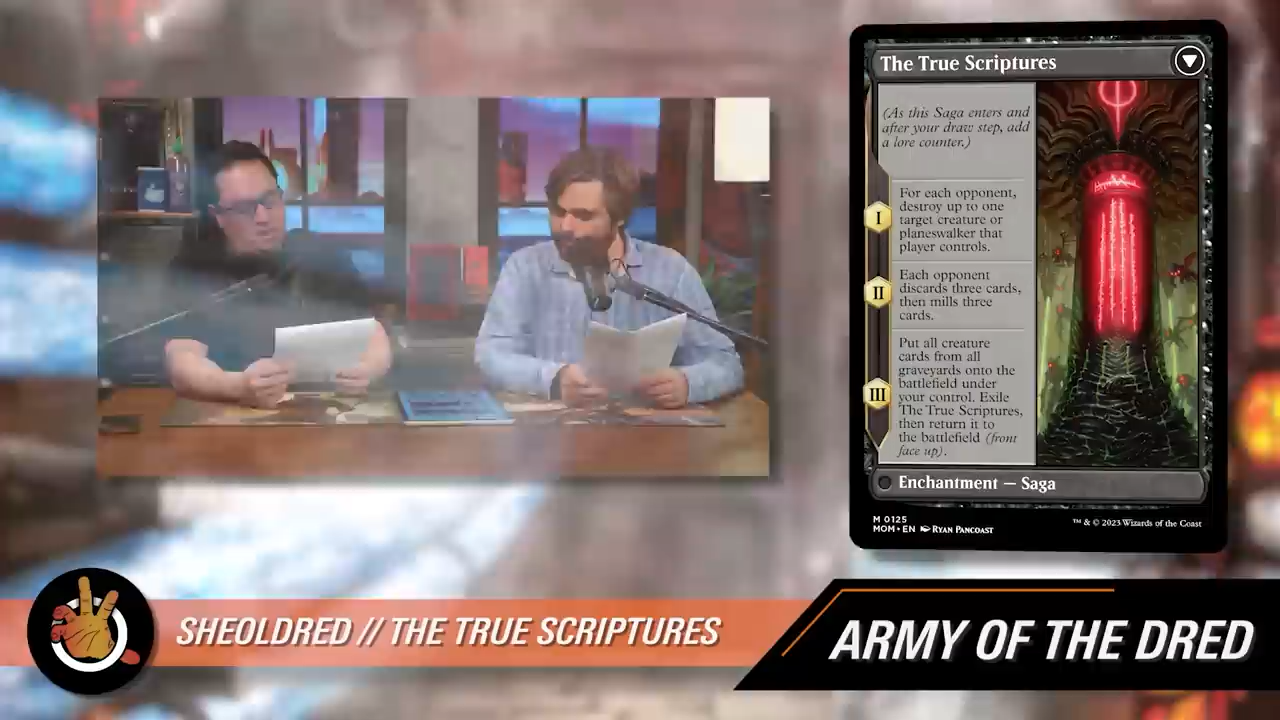 The True Scriptures
(As this Saga enters and
after your draw step, add
a lore counter.)
I
For each opponent,
destroy up to one
target creature or
planeswalker that
player controls.
II
Each opponent
discards three cards,
then mills three
cards.
III
Put all creature
cards from all
graveyards onto the
battlefield under
your control. Exile
The True Scriptures,
then return it to
the battlefield (front
face up).
Enchantment — Saga
M 0125
MOM • EN RYAN PANCOAST
™ & © 2023 Wizards of the Coast
SHEOLDRED // THE TRUE SCRIPTURES
ARMY OF THE DRED